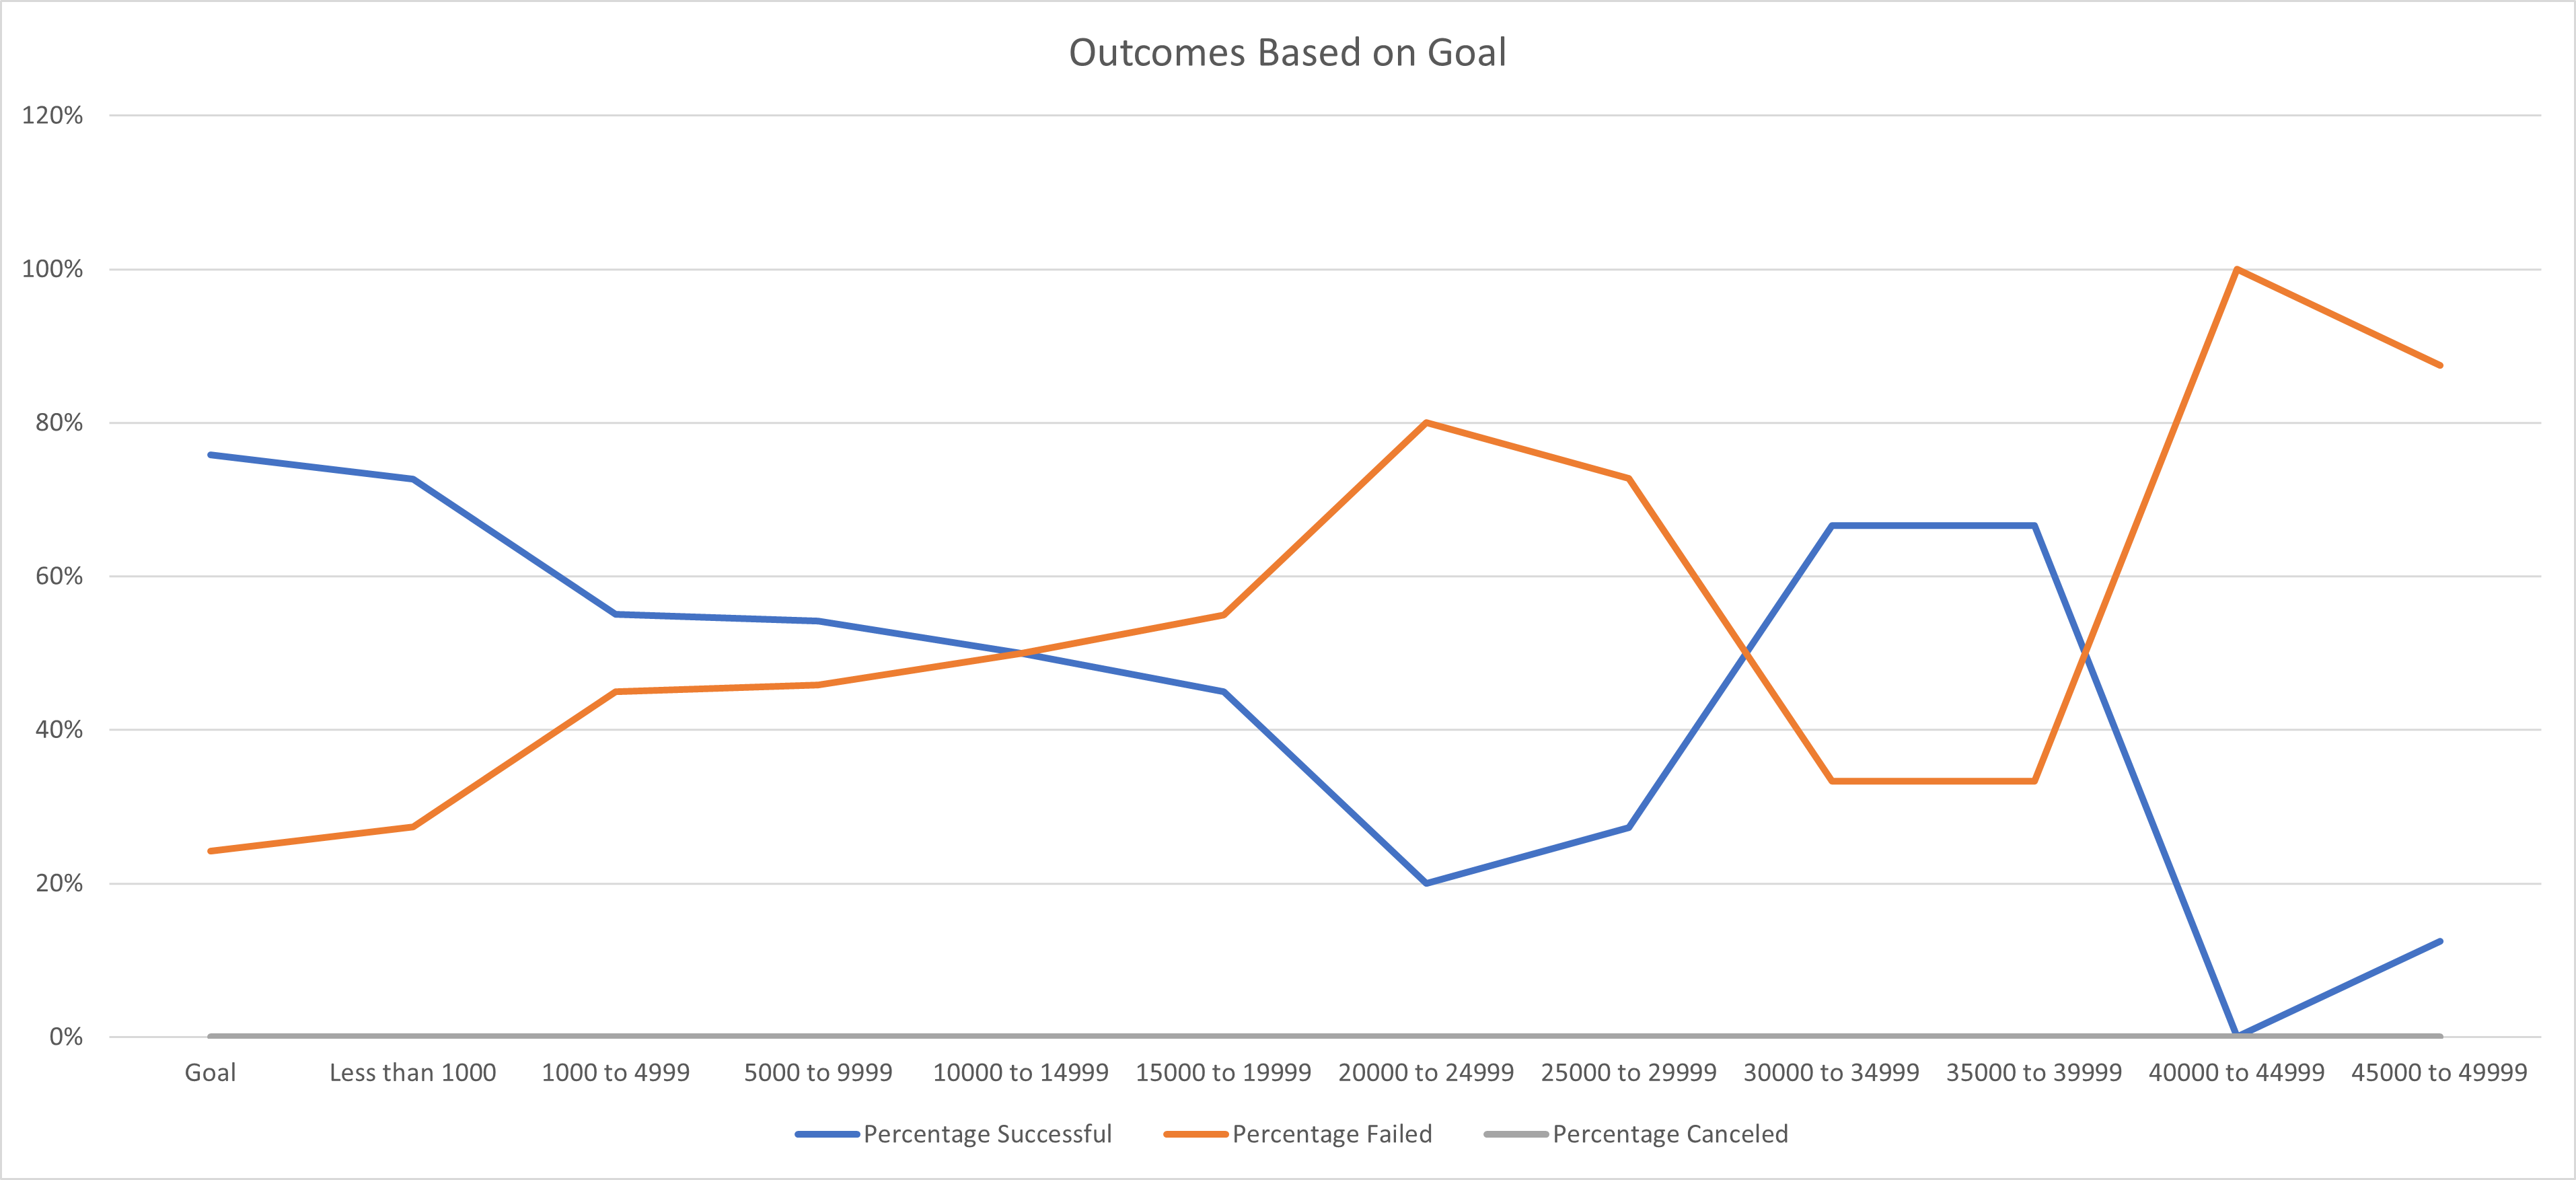 Outcomes Based on Goal
120%
100%
80%
60%
40%
20%
0%
Goal Less than 1000 1000 to 4999 5000 to 9999 10000 to 14999 15000 to 19999 20000 to 24999 25000 to 29999 30000 to 34999 35000 to 39999 40000 to 44999 45000 to 49999
Percentage Successful Percentage Failed Percentage Canceled